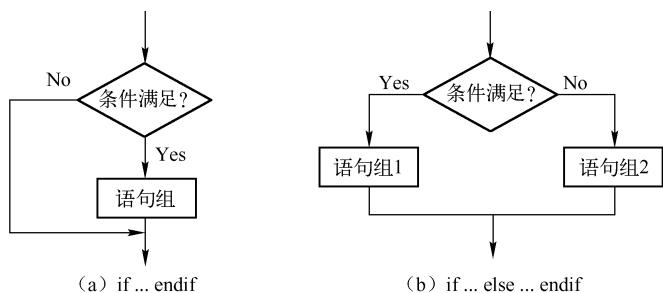 No
条件满足?
Yes
语句组
(a) if ... endif
Yes
条件满足?
No
语句组1
语句组2
(b) if ... else ... endif